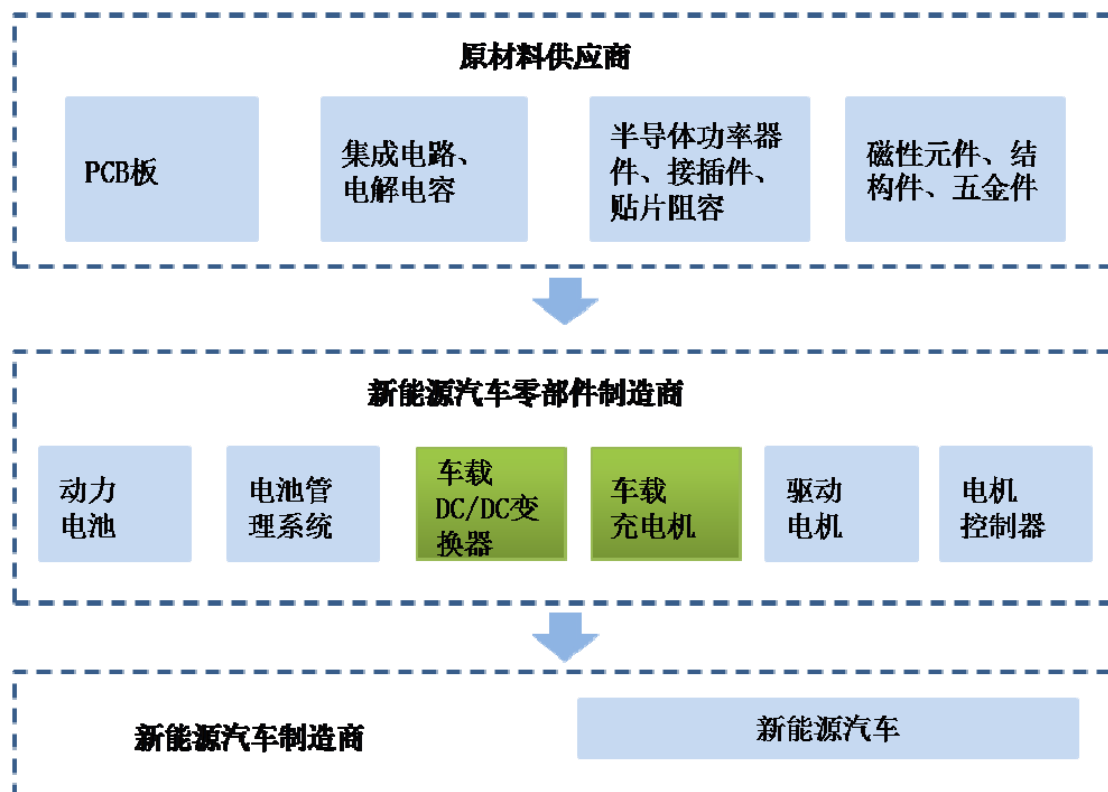 原材料供应商
PCB板
集成电路、
电解电容
半导体功率器
件、接插件、
贴片阻容
磁性元件、结
构件、五金件
新能源汽车零部件制造商
动力
电池
电池管
理系统
车载
DC/DC变
换器
车载
充电机
驱动
电机
电机
控制器
新能源汽车制造商
新能源汽车